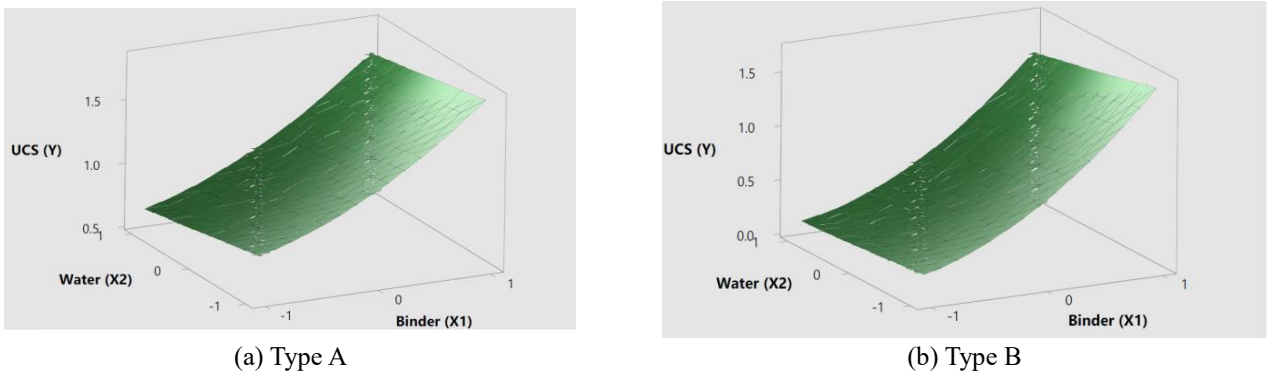 1.5
UCS (Y)
1.0
0.5
1
Water (X2)
0
-1
-1
0
1
Binder (X1)
(a) Type A
1.5
1.0
UCS (Y)
0.5
0.0
1
Water (X2)
0
-1
-1
0
1
Binder (X1)
(b) Type B